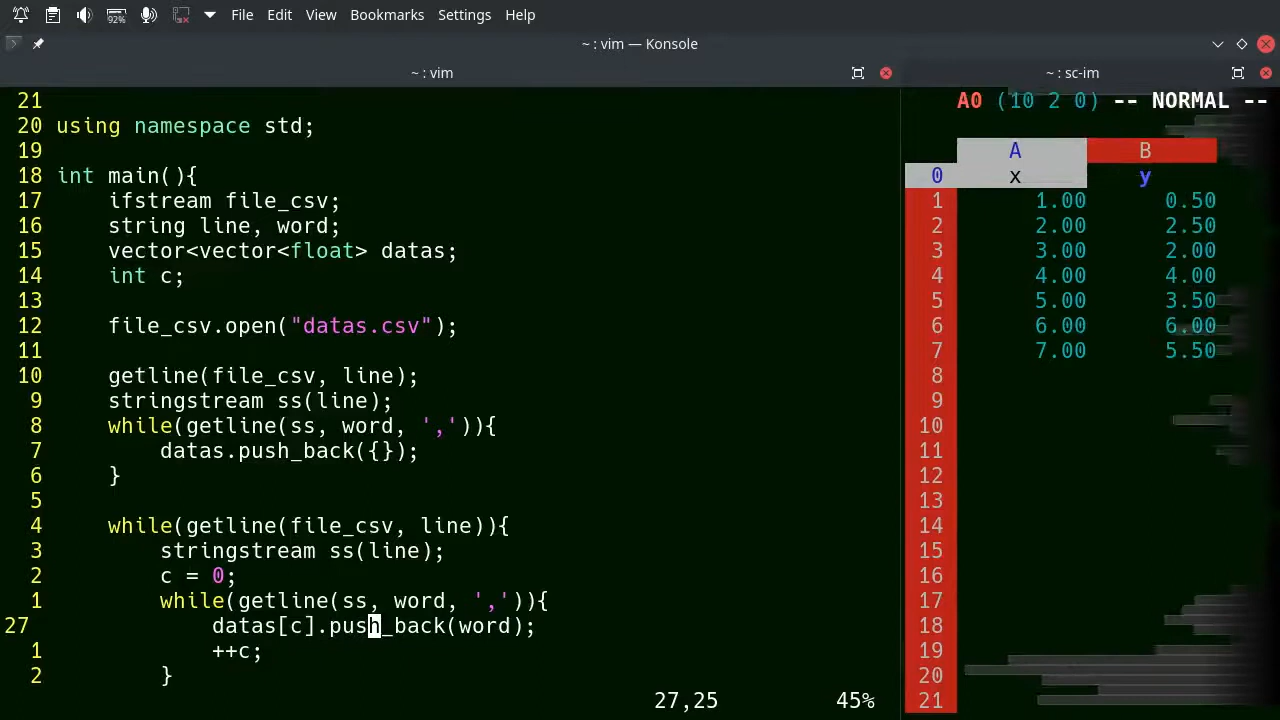 92%
File Edit View Bookmarks Settings Help
~ : vim — Konsole
~ : vim
21
20 using namespace std;
19
18 int main(){
17 ifstream file_csv;
16 string line, word;
15 vector<vector<float> datas;
14 int c;
13
12 file_csv.open("datas.csv");
11
10 getline(file_csv, line);
9 stringstream ss(line);
8 while(getline(ss, word, ',')){
7 datas.push_back({});
6 }
5
4 while(getline(file_csv, line)){
3 stringstream ss(line);
2 c = 0;
1 while(getline(ss, word, ',')){
27 datas[c].push_back(word);
1 ++c;
2 }
27,25 45%
~ : sc-im
A0 (10 2 0) -- NORMAL --
A B
0 x y
1 1.00 0.50
2 2.00 2.50
3 3.00 2.00
4 4.00 4.00
5 5.00 3.50
6 6.00 6.00
7 7.00 5.50
8
9
10
11
12
13
14
15
16
17
18
19
20
21